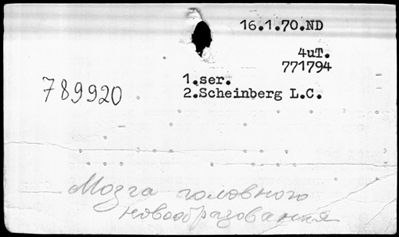 16.1.70.ND
4uT.
771794
1.ser.
789920
2.Scheinberg L.C.
Мозга головного
новообразования